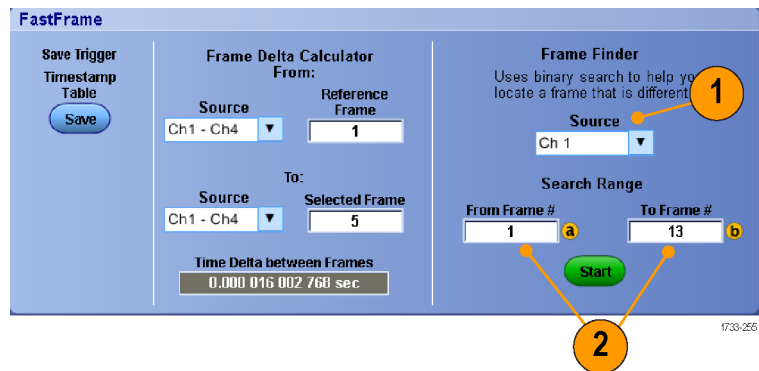 FastFrame
Save Trigger
Timestamp
Table
Save
Frame Delta Calculator
From:
Source
Reference
Frame
Ch1 - Ch4
1
To:
Source
Selected Frame
Ch1 - Ch4
5
Time Delta between Frames
0.000 016 002 768 sec
Frame Finder
Uses binary search to help
locate a frame that is different
1
Source
Ch 1
Search Range
From Frame #
To Frame #
1
a
13
b
Start
2
1733-255